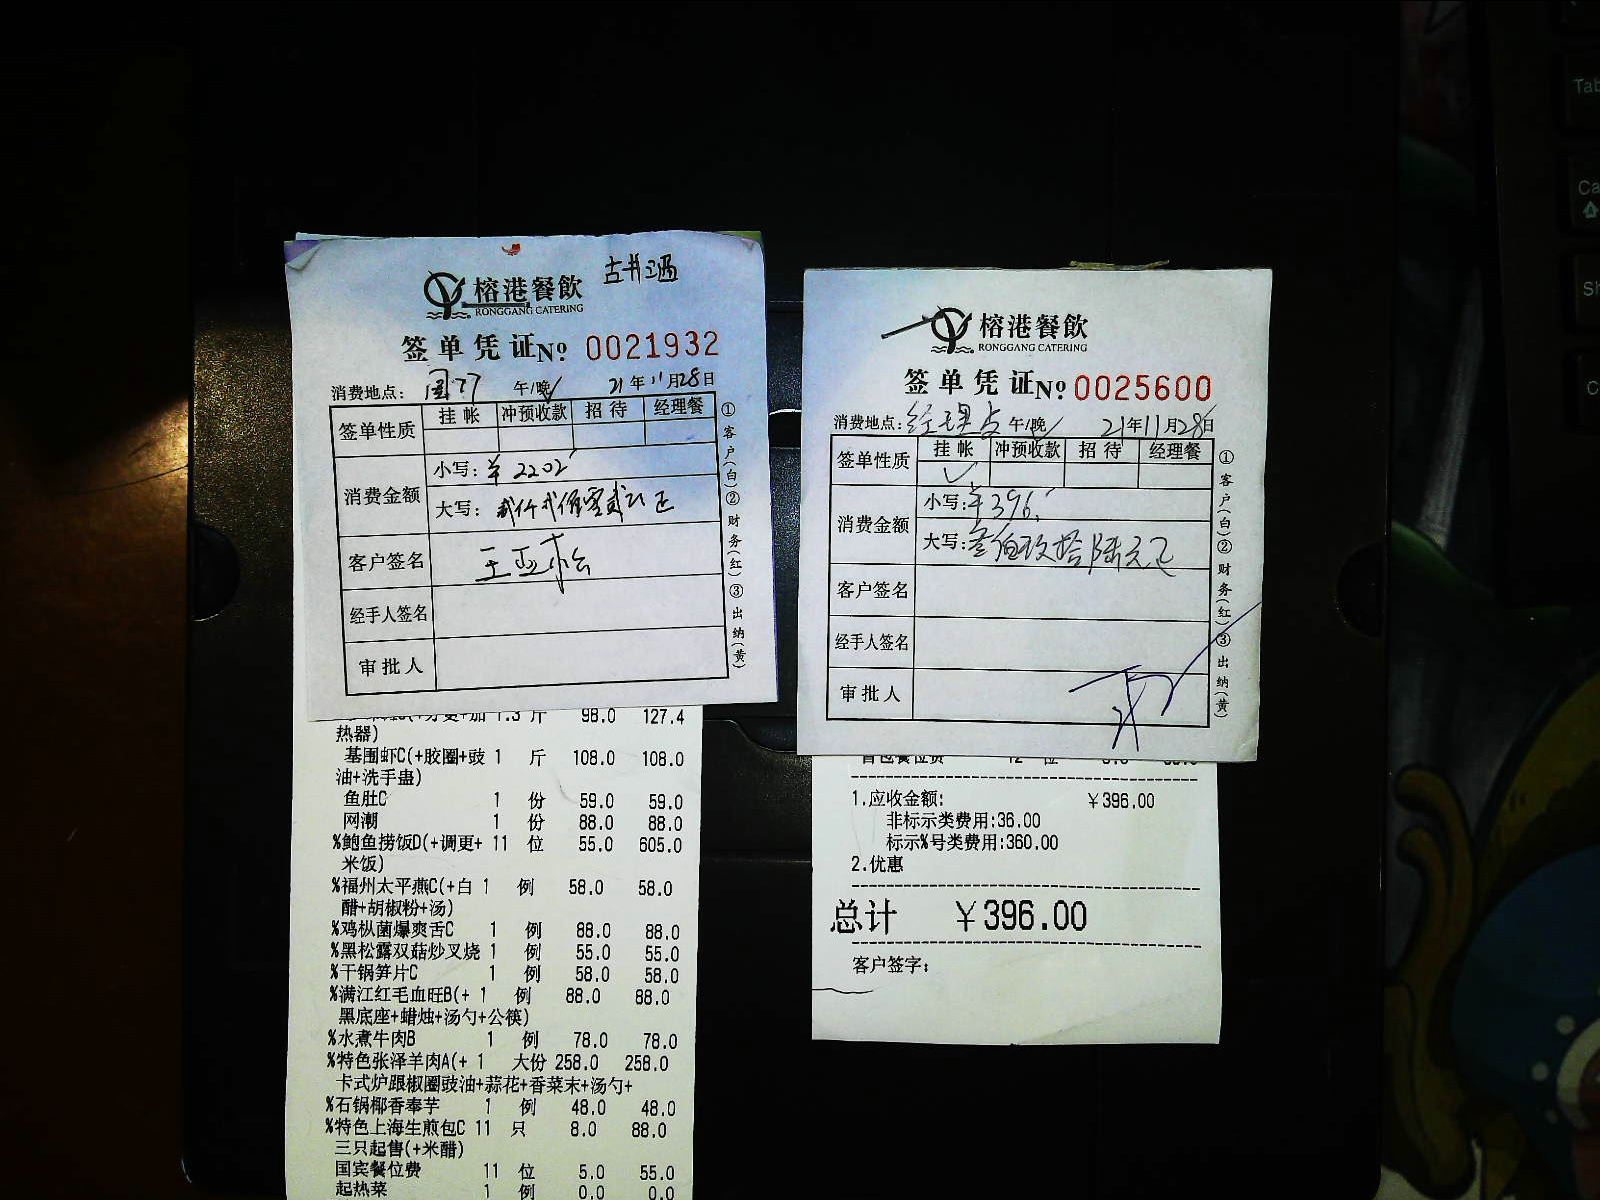 古井酒
榕港餐飲
RONGGANG CATERING
签单凭证No 0021932
消费地点: 国 午/晚√ 21年11月28日
签单性质 挂帐 冲预收款 招待 经理餐
消费金额
小写: ¥2202
大写: 贰仟贰佰零贰元正
客户签名 王亚松
经手人签名
审批人
①客户(白)②财务(红)③出纳(黄)
1.3 斤 98.0 127.4
热器)
基围虾C(+胶圈+豉 1 斤 108.0 108.0
油+洗手盅)
鱼肚C 1 份 59.0 59.0
网潮 1 份 88.0 88.0
%鲍鱼捞饭D(+调更+ 11 位 55.0 605.0
米饭)
%福州太平燕C(+白 1 例 58.0 58.0
醋+胡椒粉+汤)
%鸡枞菌爆爽舌C 1 例 88.0 88.0
%黑松露双菇炒叉烧 1 例 55.0 55.0
%干锅笋片C 1 例 58.0 58.0
%满江红毛血旺B(+ 1 例 88.0 88.0
黑底座+蜡烛+汤勺+公筷)
%水煮牛肉B 1 例 78.0 78.0
%特色张泽羊肉A(+ 1 大份 258.0 258.0
卡式炉跟椒圈豉油+蒜花+香菜末+汤勺+
%石锅椰香奉芋 1 例 48.0 48.0
%特色上海生煎包C 11 只 8.0 88.0
三只起售(+米醋)
国宾餐位费 11 位 5.0 55.0
起热菜 1 例 0.0 0.0
榕港餐飲
RONGGANG CATERING
签单凭证No 0025600
消费地点: 经理 午/晚√ 21年11月28日
签单性质 挂帐 冲预收款 招待 经理餐
√
消费金额
小写: ¥396
大写: 叁佰玖拾陆元正
客户签名
经手人签名
审批人
①客户(白)②财务(红)③出纳(黄)
1.应收金额: ￥396.00
非标示类费用:36.00
标示%号类费用:360.00
2.优惠
总计 ￥396.00
客户签字:
Tab